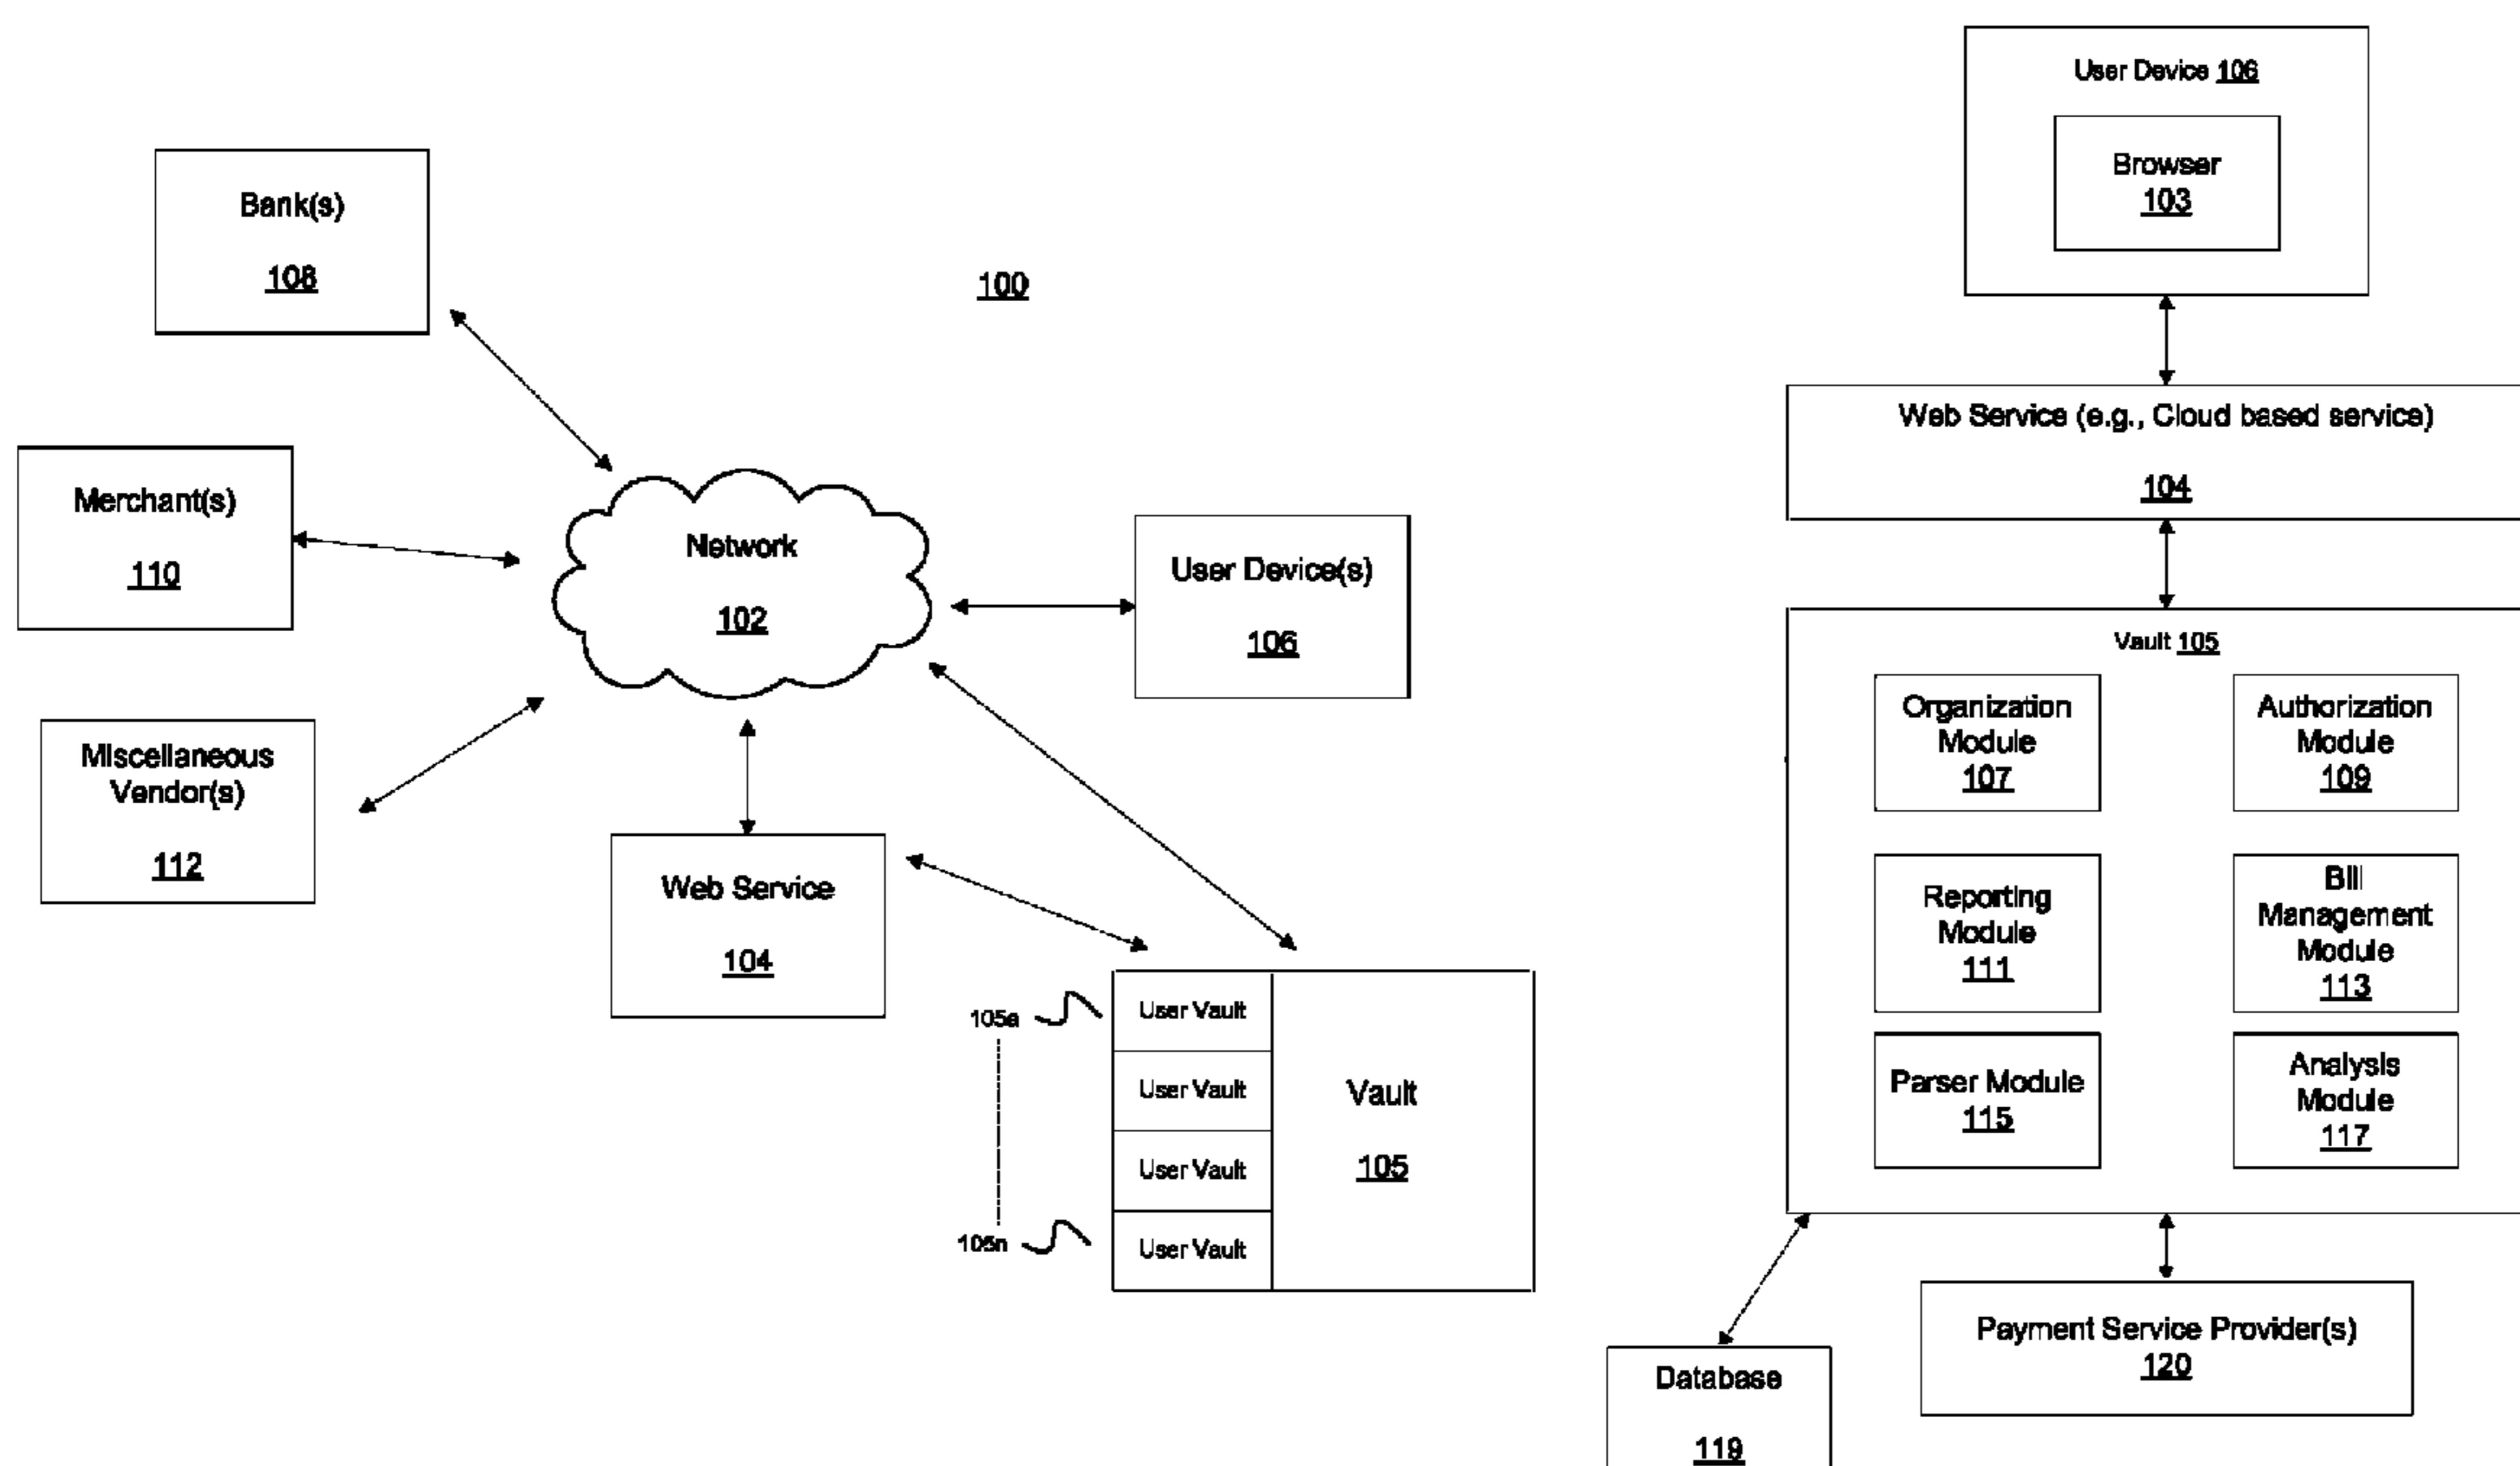 Bank(s)
108
100
Merchant(s)
110
Network
102
User Device(s)
106
Miscellaneous
Vendor(s)
112
Web Service
104
105a
105n
User Vault
User Vault
User Vault
User Vault
Vault
105
User Device 106
Browser
103
Web Service (e.g., Cloud based service)
104
Vault 105
Organization
Module
107
Authorization
Module
109
Reporting
Module
111
Bill
Management
Module
113
Parser Module
115
Analysis
Module
117
Payment Service Provider(s)
120
Database
119